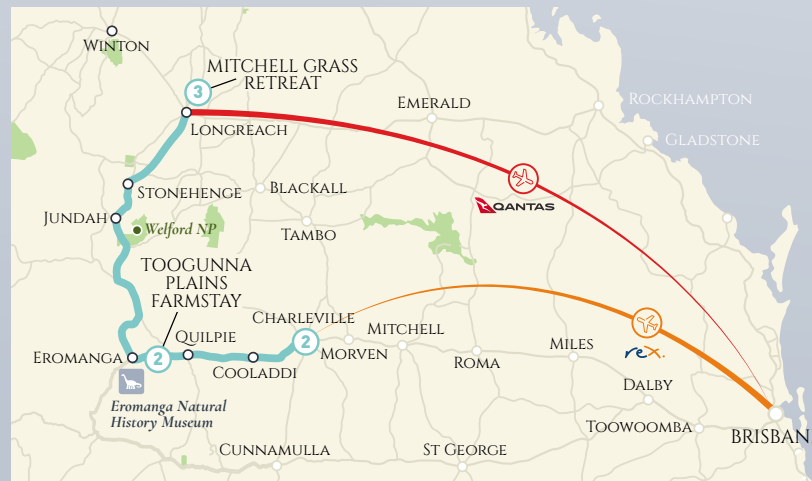 WINTON
MITCHELL GRASS
RETREAT
3
LONGREACH
EMERALD
ROCKHAMPTON
GLADSTONE
STONEHENGE
BLACKALL
QANTAS
JUNDAH
Welford NP
TAMBO
TOOGUNNA
PLAINS
FARMSTAY
CHARLEVILLE
QUILPIE
2
MITCHELL
EROMANGA
2
MORVEN
COOLADDI
ROMA
MILES
rex.
DALBY
Eromanga Natural
History Museum
TOOWOOMBA
BRISBAN
CUNNAMULLA
ST GEORGE